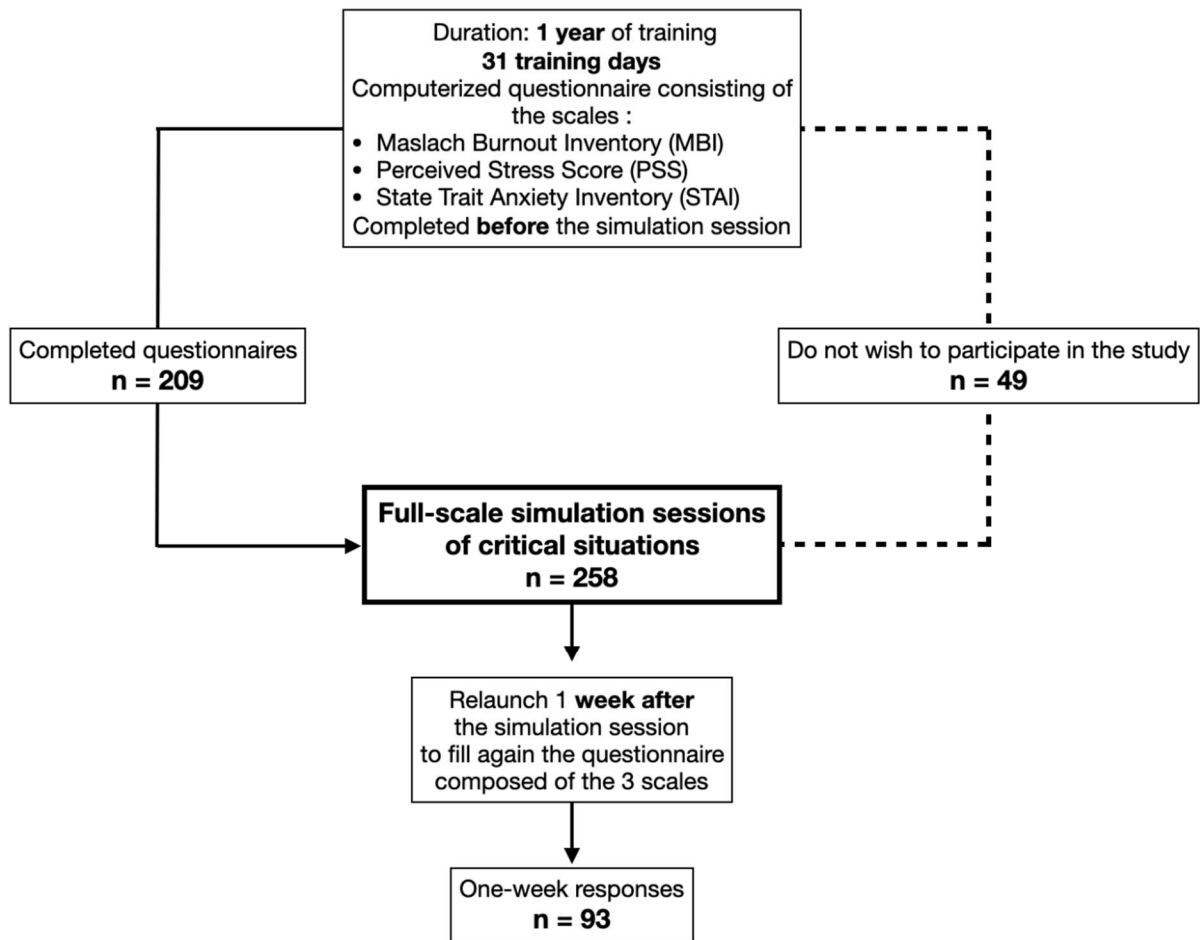 Duration: 1 year of training
31 training days
Computerized questionnaire consisting of
the scales :
• Maslach Burnout Inventory (MBI)
• Perceived Stress Score (PSS)
• State Trait Anxiety Inventory (STAI)
Completed before the simulation session
Completed questionnaires
n = 209
Do not wish to participate in the study
n = 49
Full-scale simulation sessions
of critical situations
n = 258
Relaunch 1 week after
the simulation session
to fill again the questionnaire
composed of the 3 scales
One-week responses
n = 93